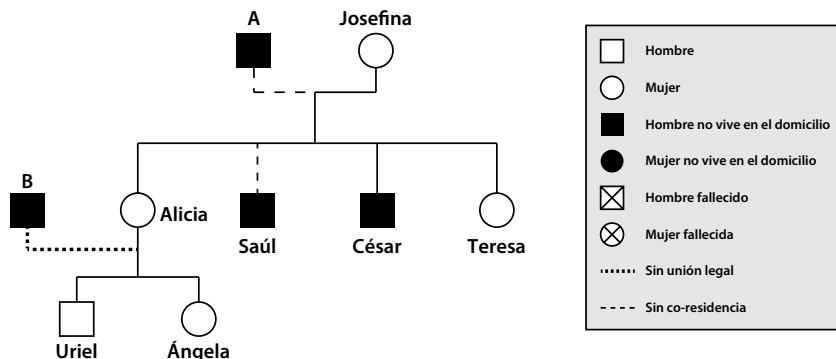 A
Josefina
B
Alicia
Saúl
César
Teresa
Uriel
Ángela
Hombre
Mujer
Hombre no vive en el domicilio
Mujer no vive en el domicilio
Hombre fallecido
Mujer fallecida
Sin unión legal
Sin co-residencia